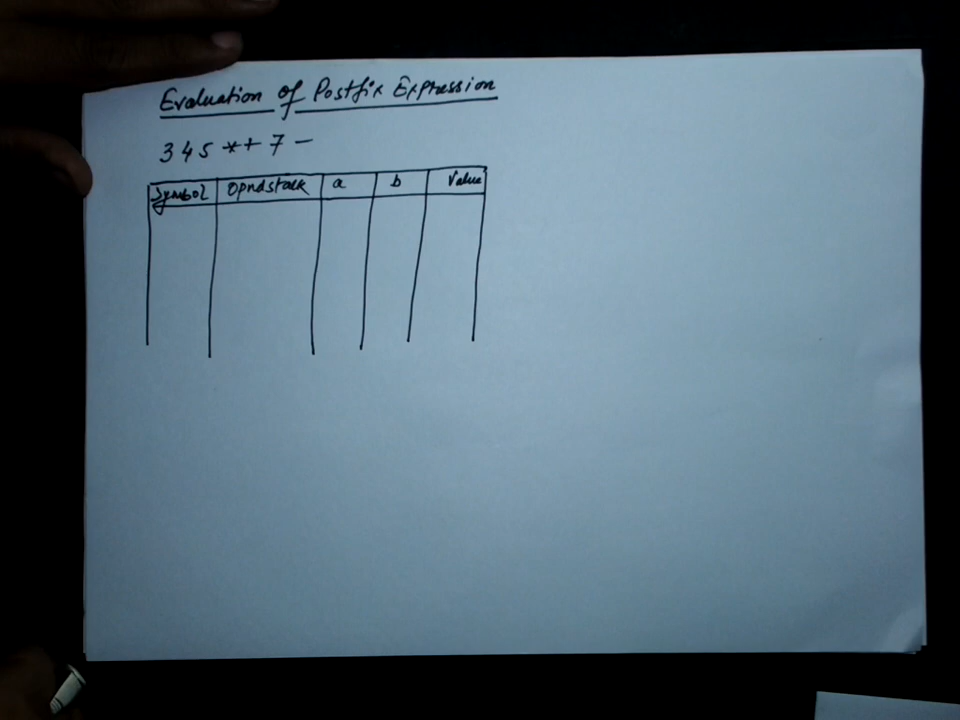 Evaluation of Postfix Expression
3 4 5 * + 7 -
Symbol Opndstack a b Value